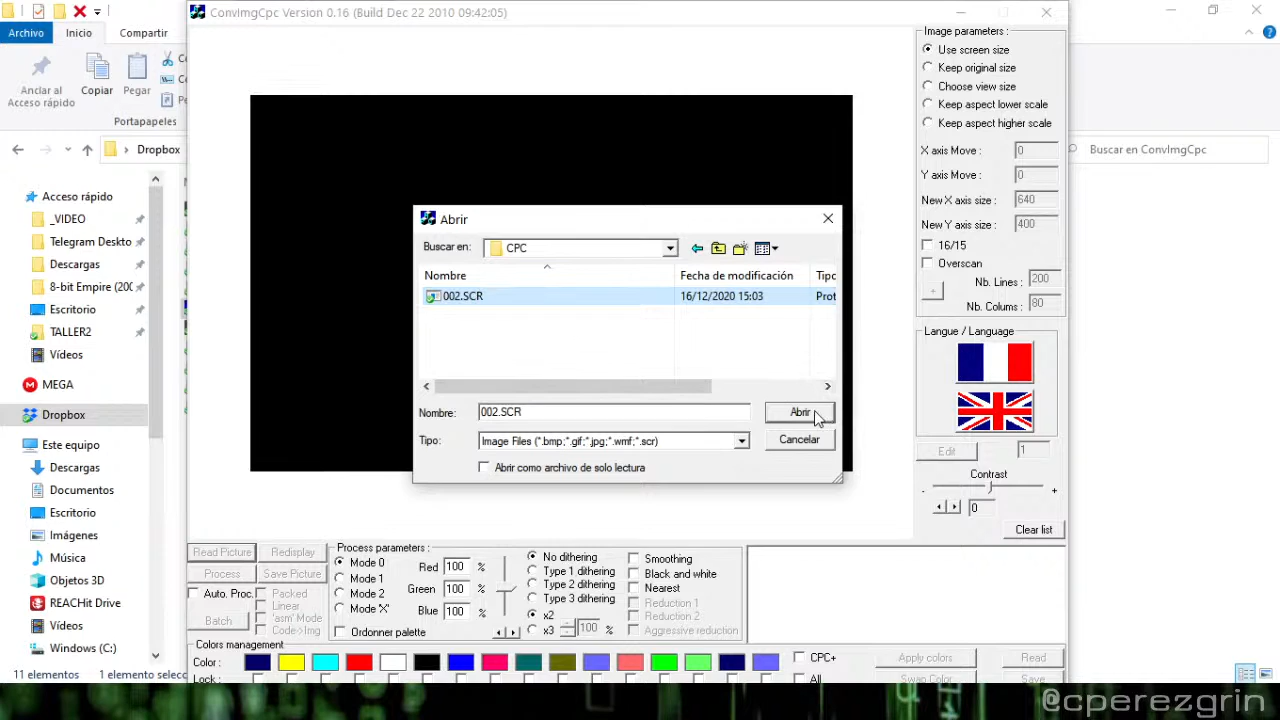 ConvImgCpc Version 0.16 (Build Dec 22 2010 09:42:05)
Archivo
Inicio
Compartir
Anclar al
Acceso rápido
Copiar
Pegar
Portapapeles
Dropbox
Buscar en ConvImgCpc
Acceso rápido
_VIDEO
Telegram Deskto
Descargas
8-bit Empire (200
Escritorio
TALLER2
Vídeos
MEGA
Dropbox
Este equipo
Descargas
Documentos
Escritorio
Imágenes
Música
Objetos 3D
REACHit Drive
Vídeos
Windows (C:)
11 elementos
1 elemento selecc
Abrir
Buscar en:
CPC
Nombre
Fecha de modificación
Tipo
002.SCR
16/12/2020 15:03
Prot
Nombre:
002.SCR
Abrir
Tipo:
Image Files (*.bmp;*.gif;*.jpg;*.wmf;*.scr)
Cancelar
Abrir como archivo de solo lectura
Image parameters :
Use screen size
Keep original size
Choose view size
Keep aspect lower scale
Keep aspect higher scale
X axis Move : 0
Y axis Move : 0
New X axis size : 640
New Y axis size : 400
16/15
Overscan
+
Nb. Lines : 200
Nb. Colums : 80
Langue / Language
Edit
1
Contrast
- +
0
Clear list
Read Picture
Redisplay
Process
Save Picture
Auto. Proc.
Packed
Linear
'asm' Mode
Code->Img
Batch
Process parameters :
Mode 0
Mode 1
Mode 2
Mode 'X'
Ordonner palette
Red 100 %
Green 100 %
Blue 100 %
No dithering
Type 1 dithering
Type 2 dithering
Type 3 dithering
x2
x3
100 %
Smoothing
Black and white
Nearest
Reduction 1
Reduction 2
Aggressive reduction
Colors management
Color :
Lock :
CPC+
All
Apply colors
Swap Color
Read
Save
@cperezgrin